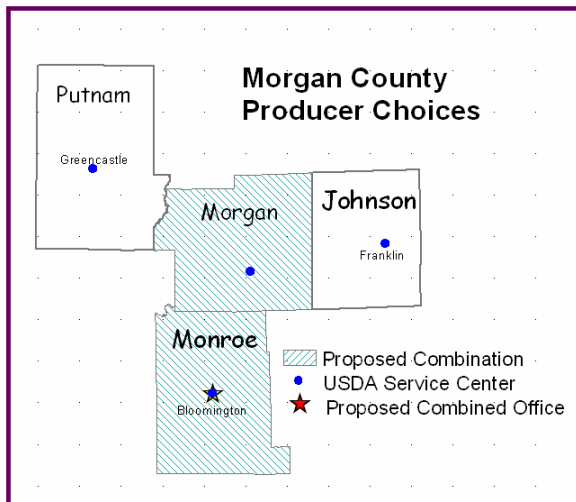 Morgan County
Producer Choices
Putnam
Greencastle
Morgan
Johnson
Franklin
Monroe
Bloomington
Proposed Combination
USDA Service Center
Proposed Combined Office